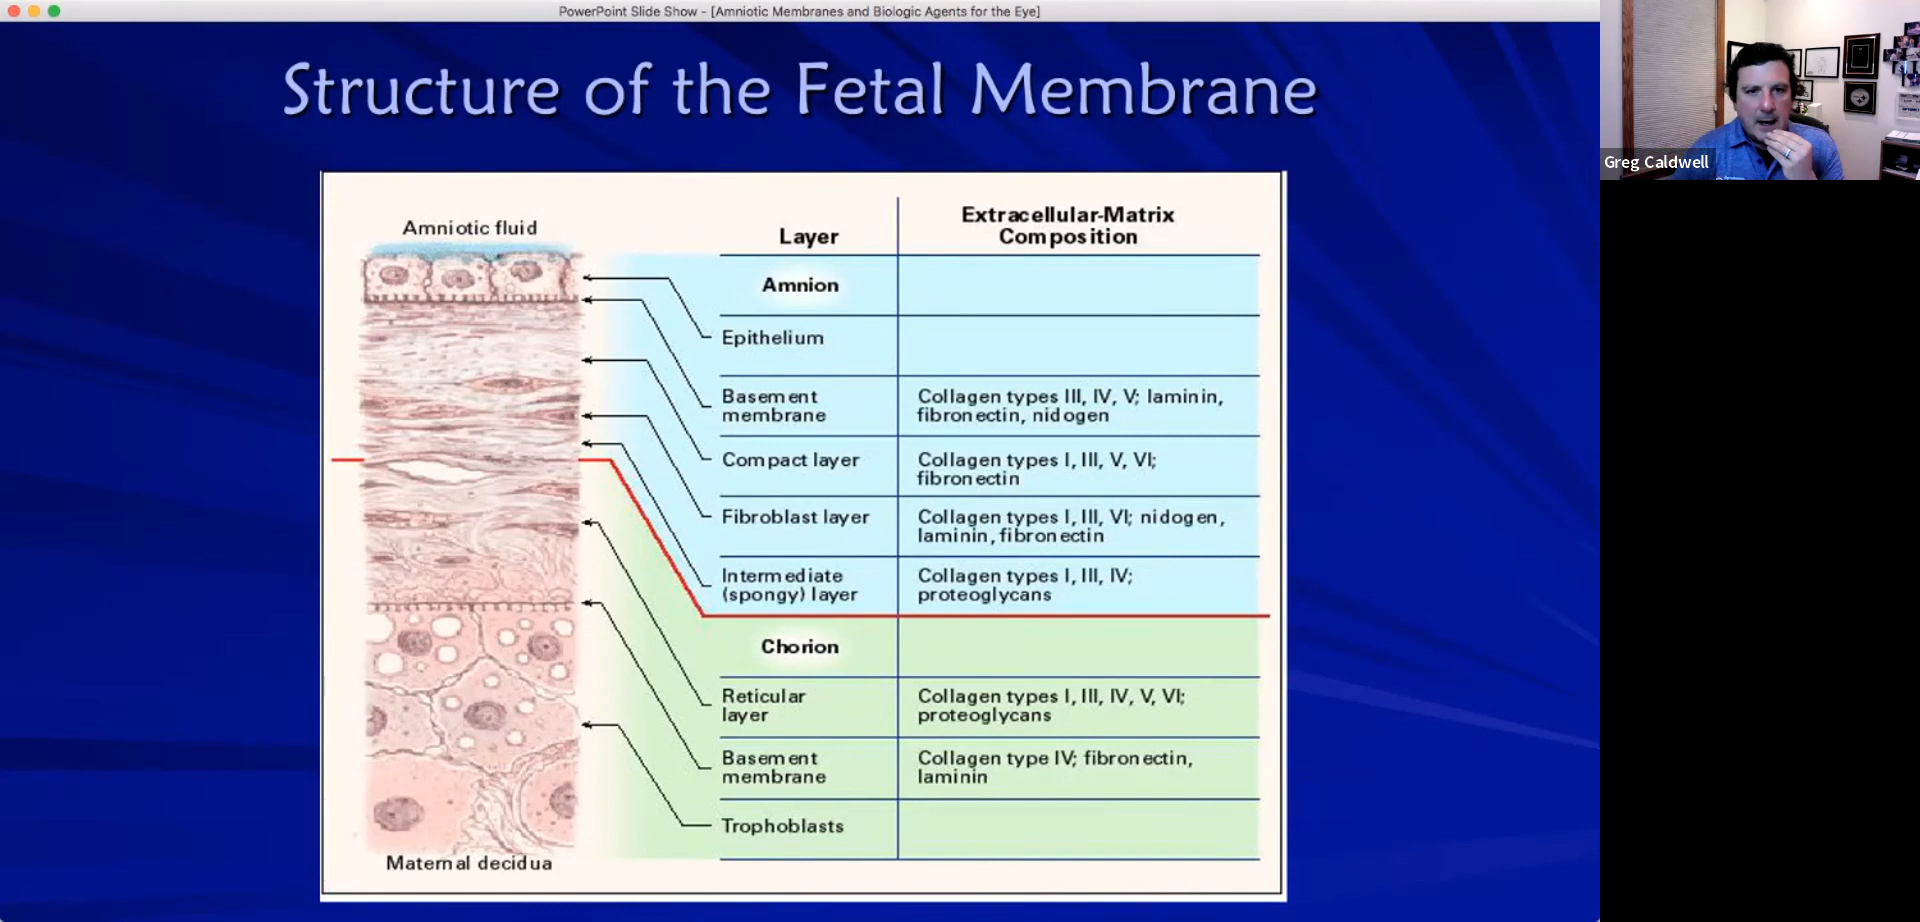 PowerPoint Slide Show - [Amniotic Membranes and Biologic Agents for the Eye]
Structure of the Fetal Membrane
Greg Caldwell
Amniotic fluid
Layer
Extracellular-Matrix
Composition
Amnion
Epithelium
Basement
membrane
Collagen types III, IV, V; laminin,
fibronectin, nidogen
Compact layer
Collagen types I, III, V, VI;
fibronectin
Fibroblast layer
Collagen types I, III, VI; nidogen,
laminin, fibronectin
Intermediate
(spongy) layer
Collagen types I, III, IV;
proteoglycans
Chorion
Reticular
layer
Collagen types I, III, IV, V, VI;
proteoglycans
Basement
membrane
Collagen type IV; fibronectin,
laminin
Trophoblasts
Maternal decidua